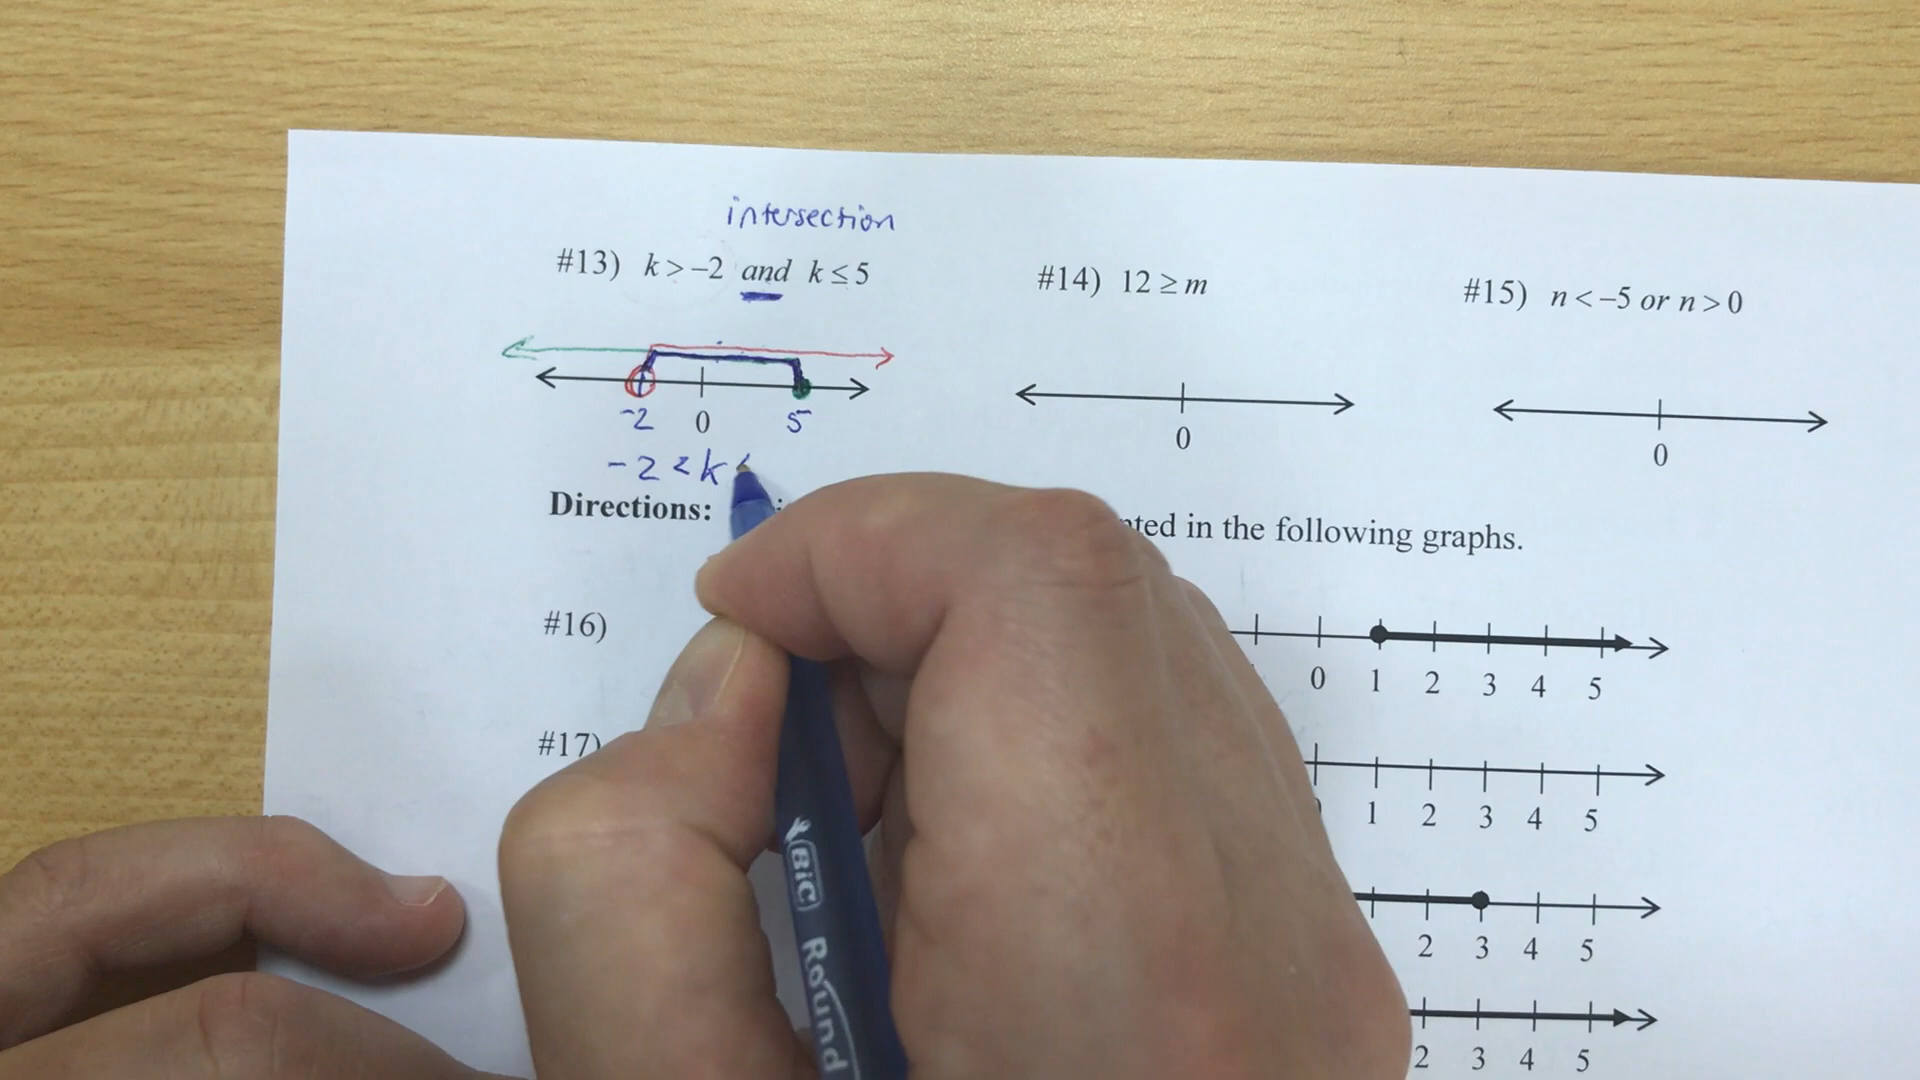 intersection
#13) k > −2 and k ≤ 5
#14) 12 ≥ m
#15) n < −5 or n > 0
-2 0 5
0
0
-2 < k <
Directions: in the following graphs.
#16)
0 1 2 3 4 5
#17)
1 2 3 4 5
2 3 4 5
2 3 4 5
BIC Round